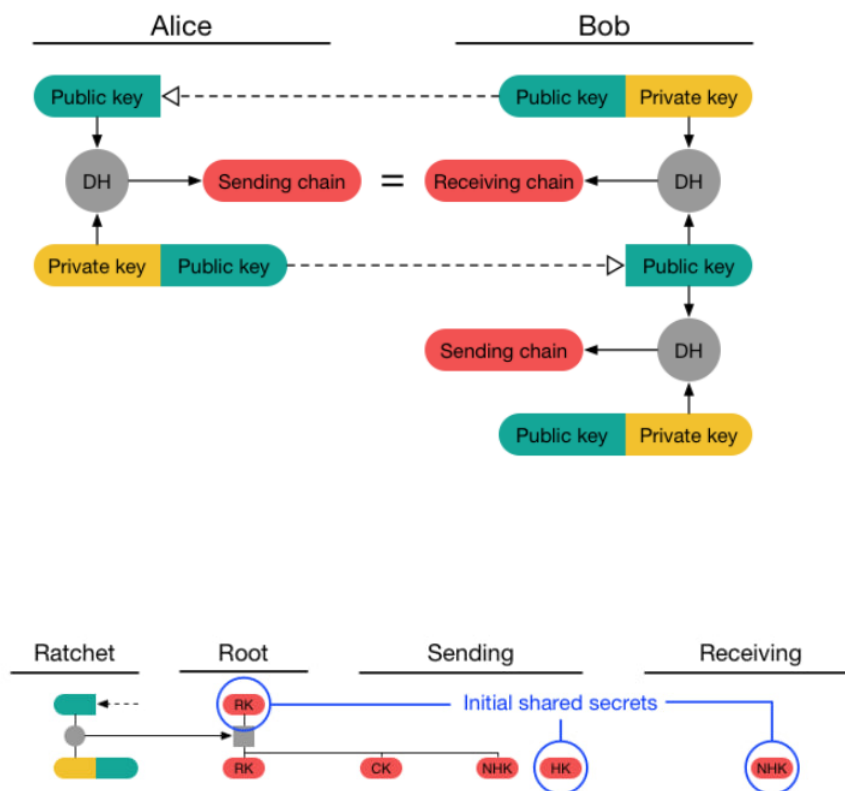 Alice Bob
Public key Public key Private key
DH Sending chain = Receiving chain DH
Private key Public key Public key
Sending chain DH
Public key Private key
Ratchet Root Sending Receiving
RK Initial shared secrets
RK CK NHK HK NHK